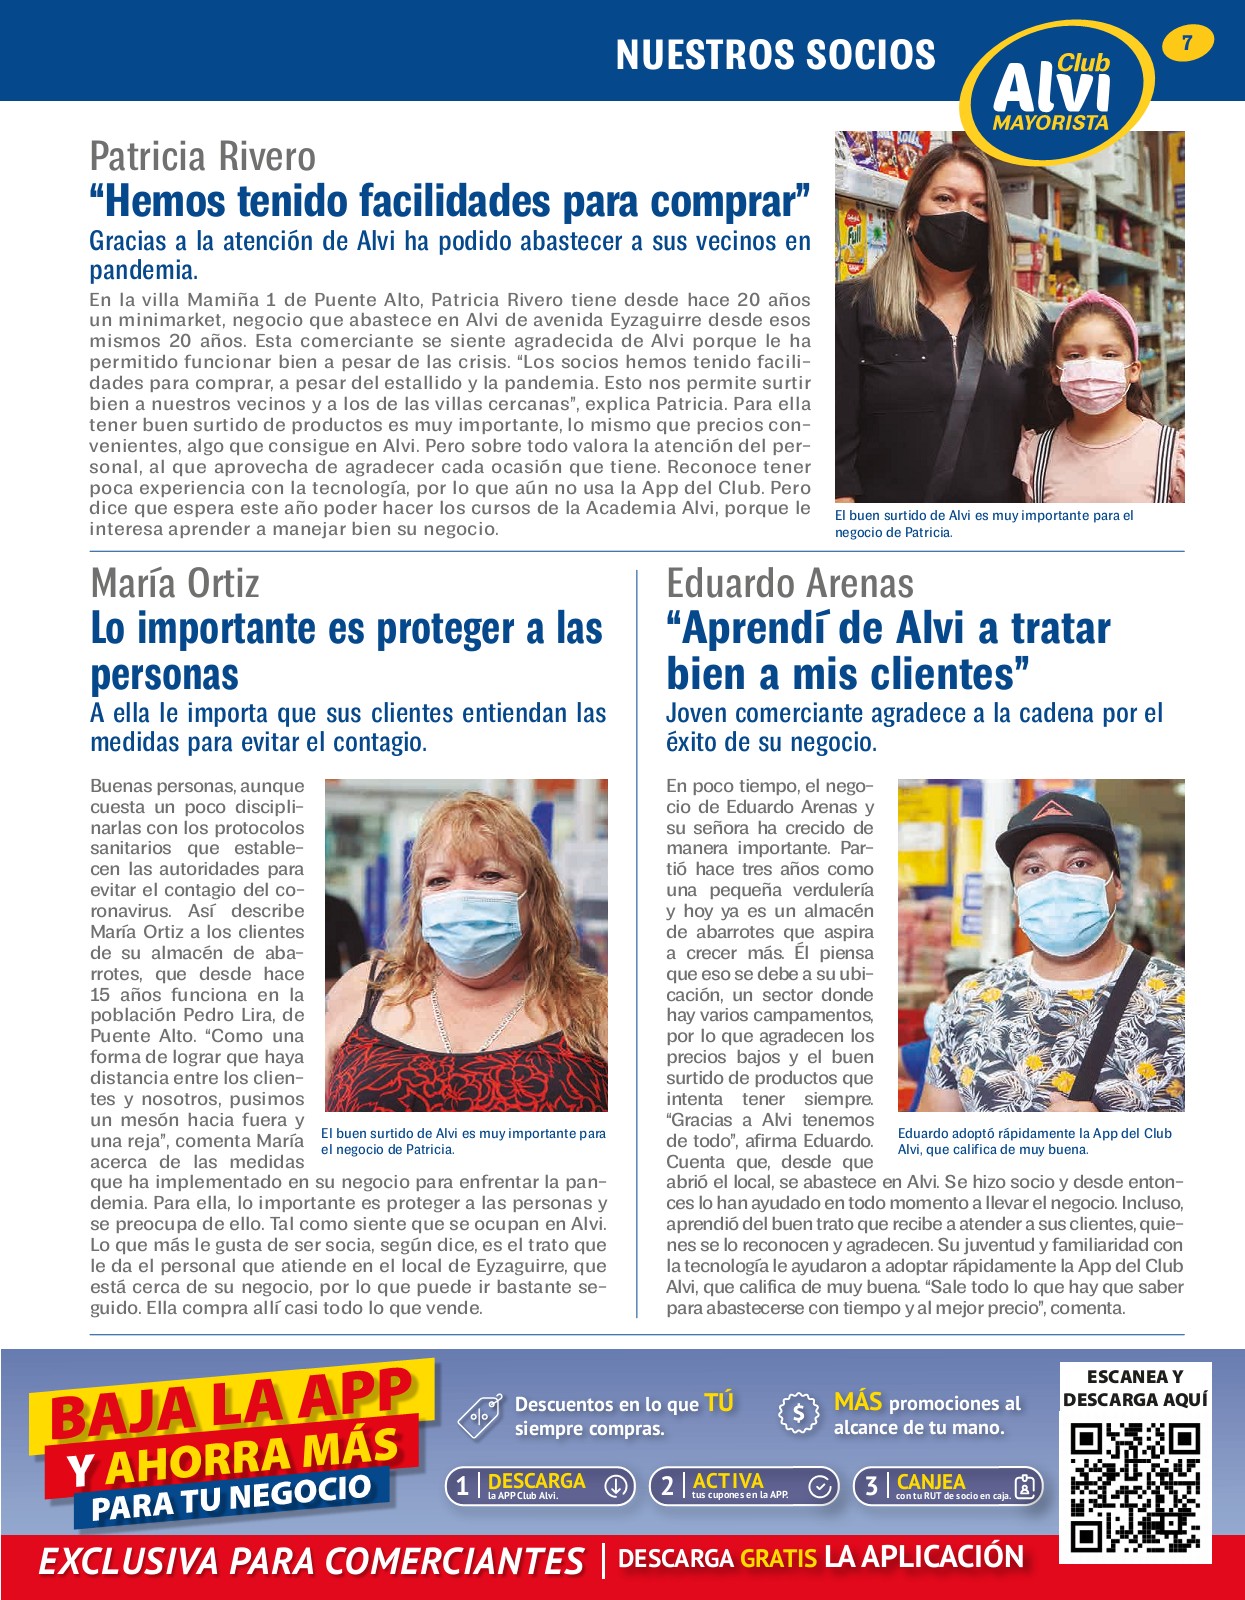 NUESTROS SOCIOS
Club
Alvi
MAYORISTA
7
Patricia Rivero
“Hemos tenido facilidades para comprar”
Gracias a la atención de Alvi ha podido abastecer a sus vecinos en
pandemia.
En la villa Mamiña 1 de Puente Alto, Patricia Rivero tiene desde hace 20 años
un minimarket, negocio que abastece en Alvi de avenida Eyzaguirre desde esos
mismos 20 años. Esta comerciante se siente agradecida de Alvi porque le ha
permitido funcionar bien a pesar de las crisis. “Los socios hemos tenido facili-
dades para comprar, a pesar del estallido y la pandemia. Esto nos permite surtir
bien a nuestros vecinos y a los de las villas cercanas”, explica Patricia. Para ella
tener buen surtido de productos es muy importante, lo mismo que precios con-
venientes, algo que consigue en Alvi. Pero sobre todo valora la atención del per-
sonal, al que aprovecha de agradecer cada ocasión que tiene. Reconoce tener
poca experiencia con la tecnología, por lo que aún no usa la App del Club. Pero
dice que espera este año poder hacer los cursos de la Academia Alvi, porque le
interesa aprender a manejar bien su negocio.
El buen surtido de Alvi es muy importante para el
negocio de Patricia.
María Ortiz
Lo importante es proteger a las
personas
A ella le importa que sus clientes entiendan las
medidas para evitar el contagio.
Buenas personas, aunque
cuesta un poco discipli-
narlas con los protocolos
sanitarios que estable-
cen las autoridades para
evitar el contagio del co-
ronavirus. Así describe
María Ortiz a los clientes
de su almacén de aba-
rrotes, que desde hace
15 años funciona en la
población Pedro Lira, de
Puente Alto. “Como una
forma de lograr que haya
distancia entre los clien-
tes y nosotros, pusimos
un mesón hacia fuera y
una reja”, comenta María
acerca de las medidas
que ha implementado en su negocio para enfrentar la pan-
demia. Para ella, lo importante es proteger a las personas y
se preocupa de ello. Tal como siente que se ocupan en Alvi.
Lo que más le gusta de ser socia, según dice, es el trato que
le da el personal que atiende en el local de Eyzaguirre, que
está cerca de su negocio, por lo que puede ir bastante se-
guido. Ella compra allí casi todo lo que vende.
El buen surtido de Alvi es muy importante para
el negocio de Patricia.
Eduardo Arenas
“Aprendí de Alvi a tratar
bien a mis clientes”
Joven comerciante agradece a la cadena por el
éxito de su negocio.
En poco tiempo, el nego-
cio de Eduardo Arenas y
su señora ha crecido de
manera importante. Par-
tió hace tres años como
una pequeña verdulería
y hoy ya es un almacén
de abarrotes que aspira
a crecer más. Él piensa
que eso se debe a su ubi-
cación, un sector donde
hay varios campamentos,
por lo que agradecen los
precios bajos y el buen
surtido de productos que
intenta tener siempre.
“Gracias a Alvi tenemos
de todo”, afirma Eduardo.
Cuenta que, desde que
abrió el local, se abastece en Alvi. Se hizo socio y desde enton-
ces lo han ayudado en todo momento a llevar el negocio. Incluso,
aprendió del buen trato que recibe a atender a sus clientes, quie-
nes se lo reconocen y agradecen. Su juventud y familiaridad con
la tecnología le ayudaron a adoptar rápidamente la App del Club
Alvi, que califica de muy buena. “Sale todo lo que hay que saber
para abastecerse con tiempo y al mejor precio”, comenta.
Eduardo adoptó rápidamente la App del Club
Alvi, que califica de muy buena.
BAJA LA APP
Y AHORRA MÁS
PARA TU NEGOCIO
Descuentos en lo que TÚ
siempre compras.
MÁS promociones al
alcance de tu mano.
1 DESCARGA
la APP Club Alvi.
2 ACTIVA
tus cupones en la APP.
3 CANJEA
con tu RUT de socio en caja.
ESCANEA Y
DESCARGA AQUÍ
EXCLUSIVA PARA COMERCIANTES | DESCARGA GRATIS LA APLICACIÓN